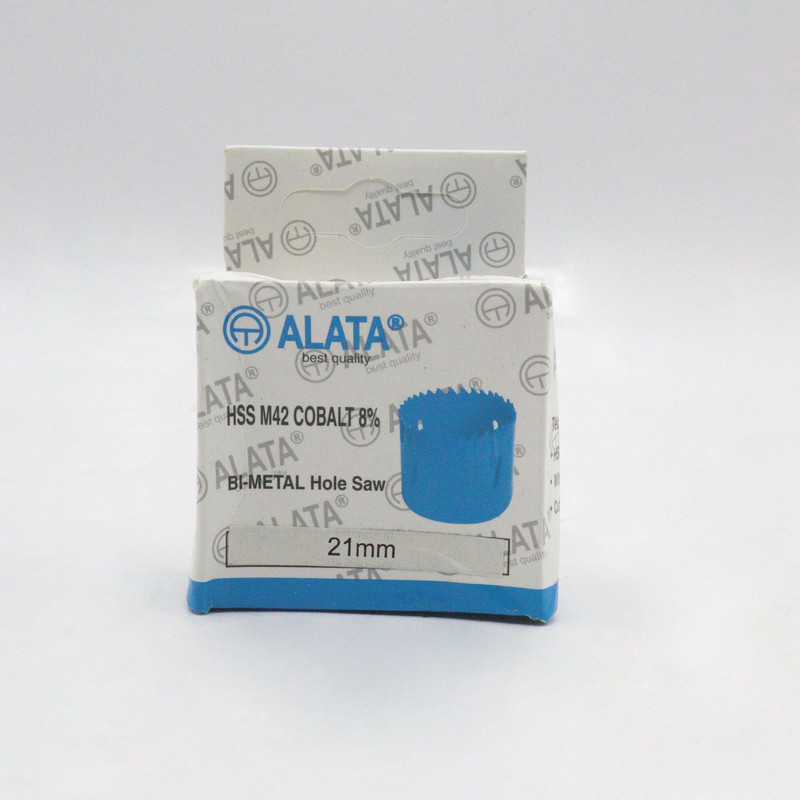 ALATA®
best quality
HSS M42 COBALT 8%
BI-METAL Hole Saw
21mm